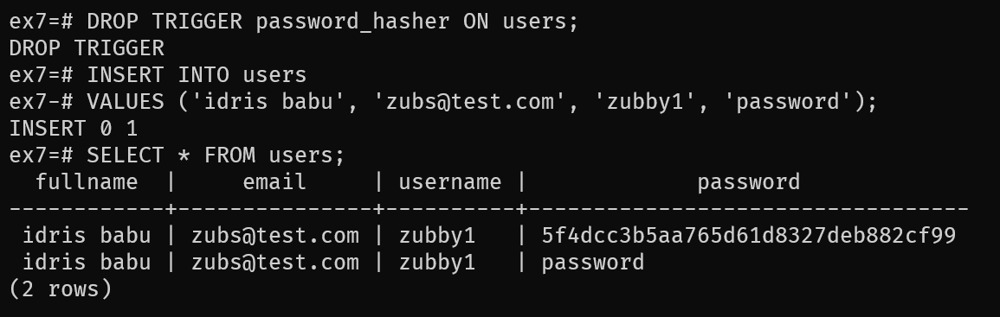 ex7=# DROP TRIGGER password_hasher ON users;
DROP TRIGGER
ex7=# INSERT INTO users
ex7-# VALUES ('idris babu', 'zubs@test.com', 'zubby1', 'password');
INSERT 0 1
ex7=# SELECT * FROM users;
  fullname  |     email     | username |             password
------------+---------------+----------+----------------------------------
 idris babu | zubs@test.com | zubby1   | 5f4dcc3b5aa765d61d8327deb882cf99
 idris babu | zubs@test.com | zubby1   | password
(2 rows)